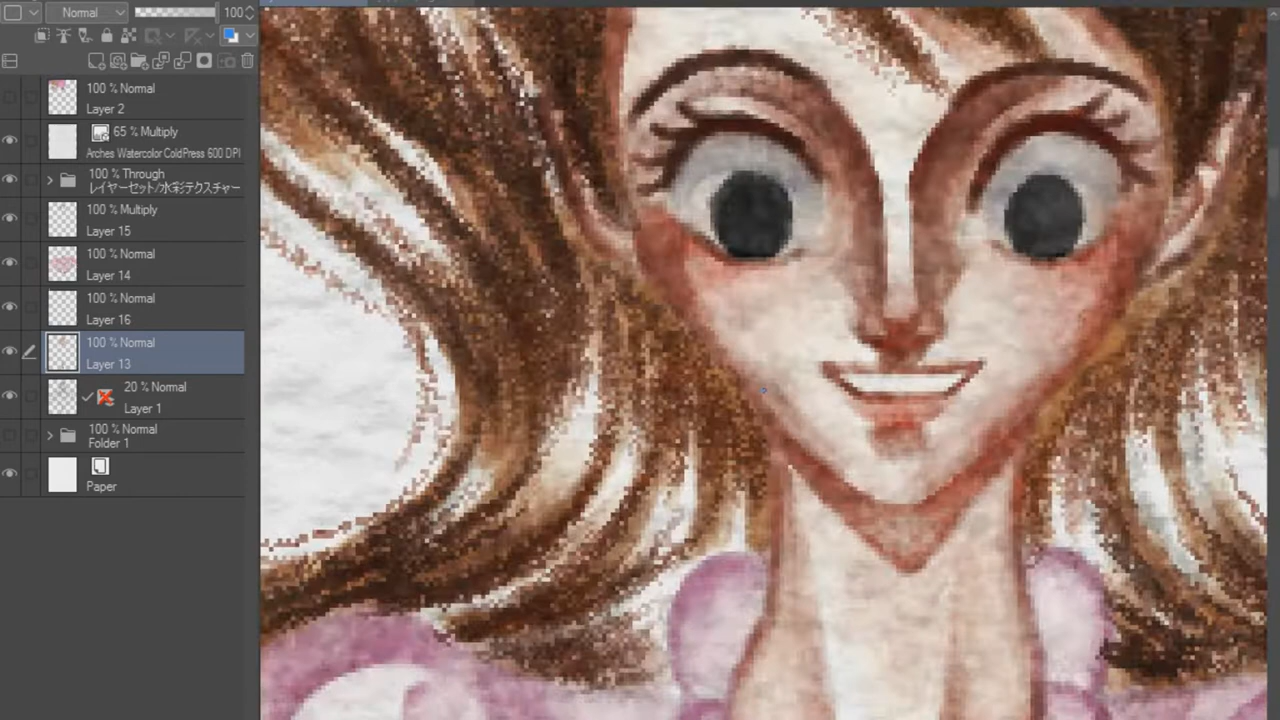 Normal 100
100 % Normal
Layer 2
65 % Multiply
Arches Watercolor ColdPress 600 DPI
100 % Through
レイヤーセット/水彩テクスチャー
100 % Multiply
Layer 15
100 % Normal
Layer 14
100 % Normal
Layer 16
100 % Normal
Layer 13
20 % Normal
Layer 1
100 % Normal
Folder 1
Paper